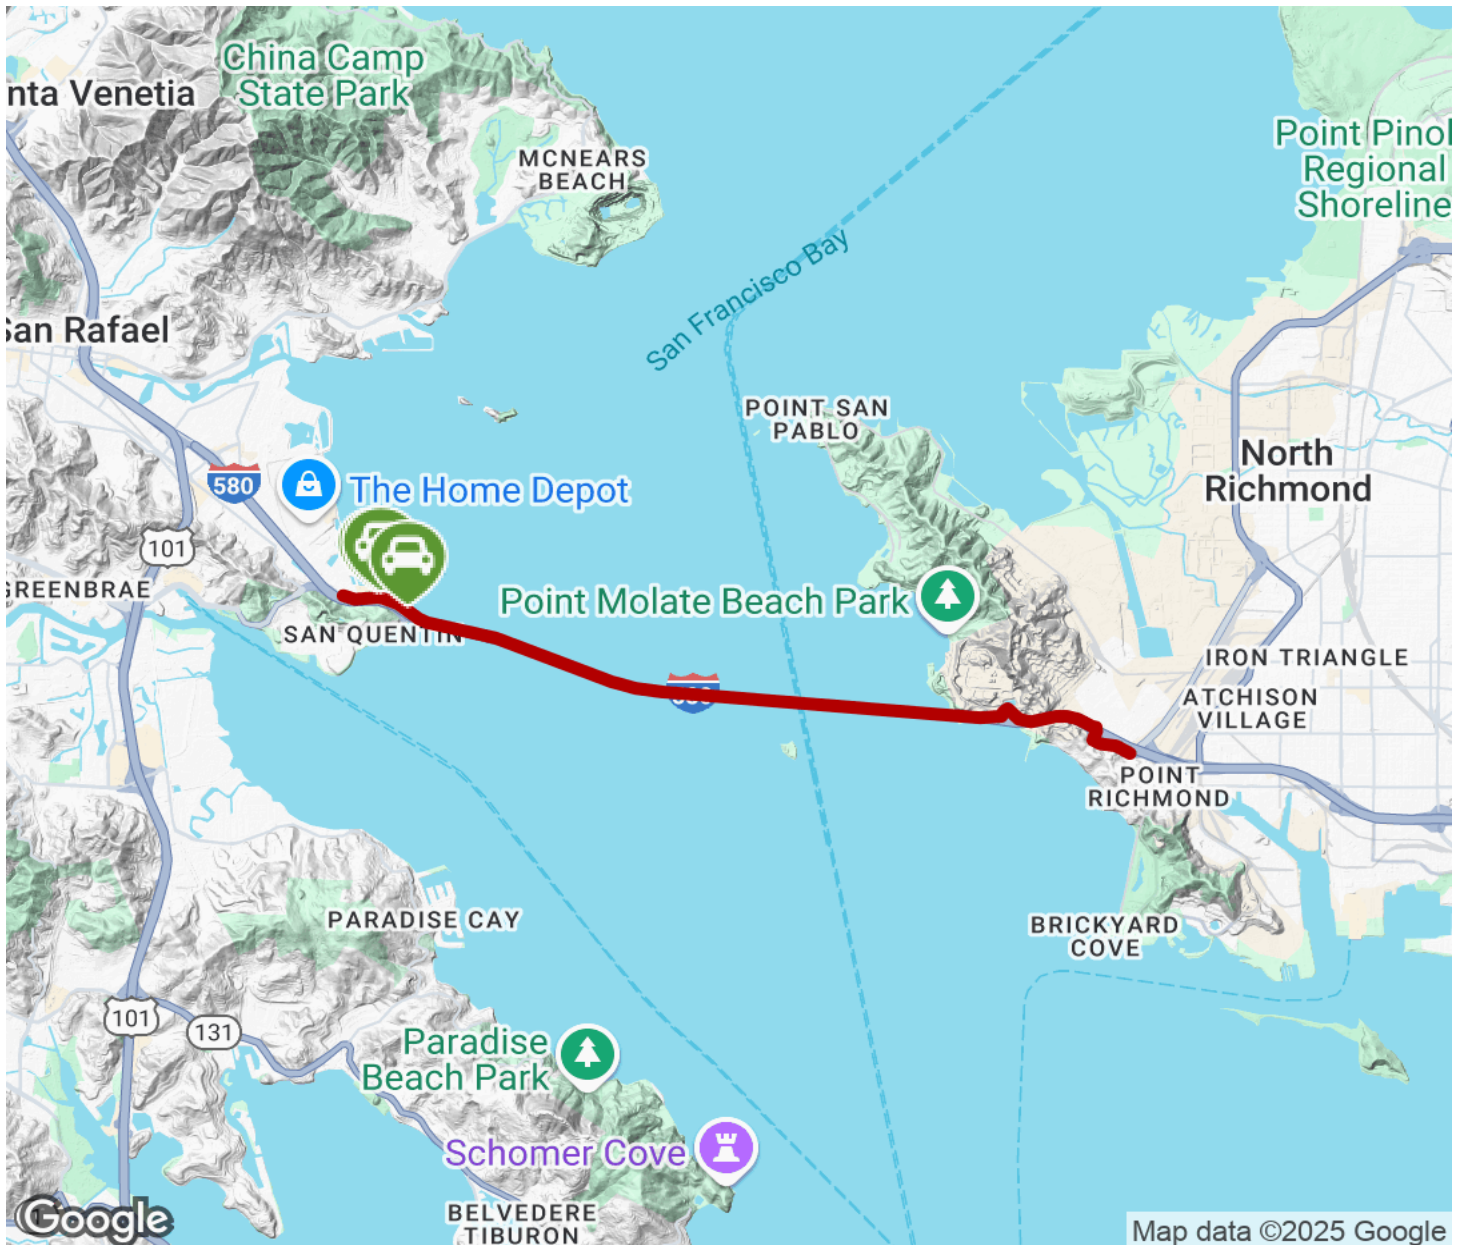 China Camp
State Park
nta Venetia
MCNEARS
BEACH
Point Pinol
Regional
Shoreline
San Francisco Bay
San Rafael
POINT SAN
PABLO
North
Richmond
580
The Home Depot
101
GREENBRAE
Point Molate Beach Park
SAN QUENTIN
IRON TRIANGLE
ATCHISON
VILLAGE
POINT
RICHMOND
PARADISE CAY
BRICKYARD
COVE
101
131
Paradise
Beach Park
Schomer Cove
BELVEDERE
TIBURON
Google
Map data ©2025 Google